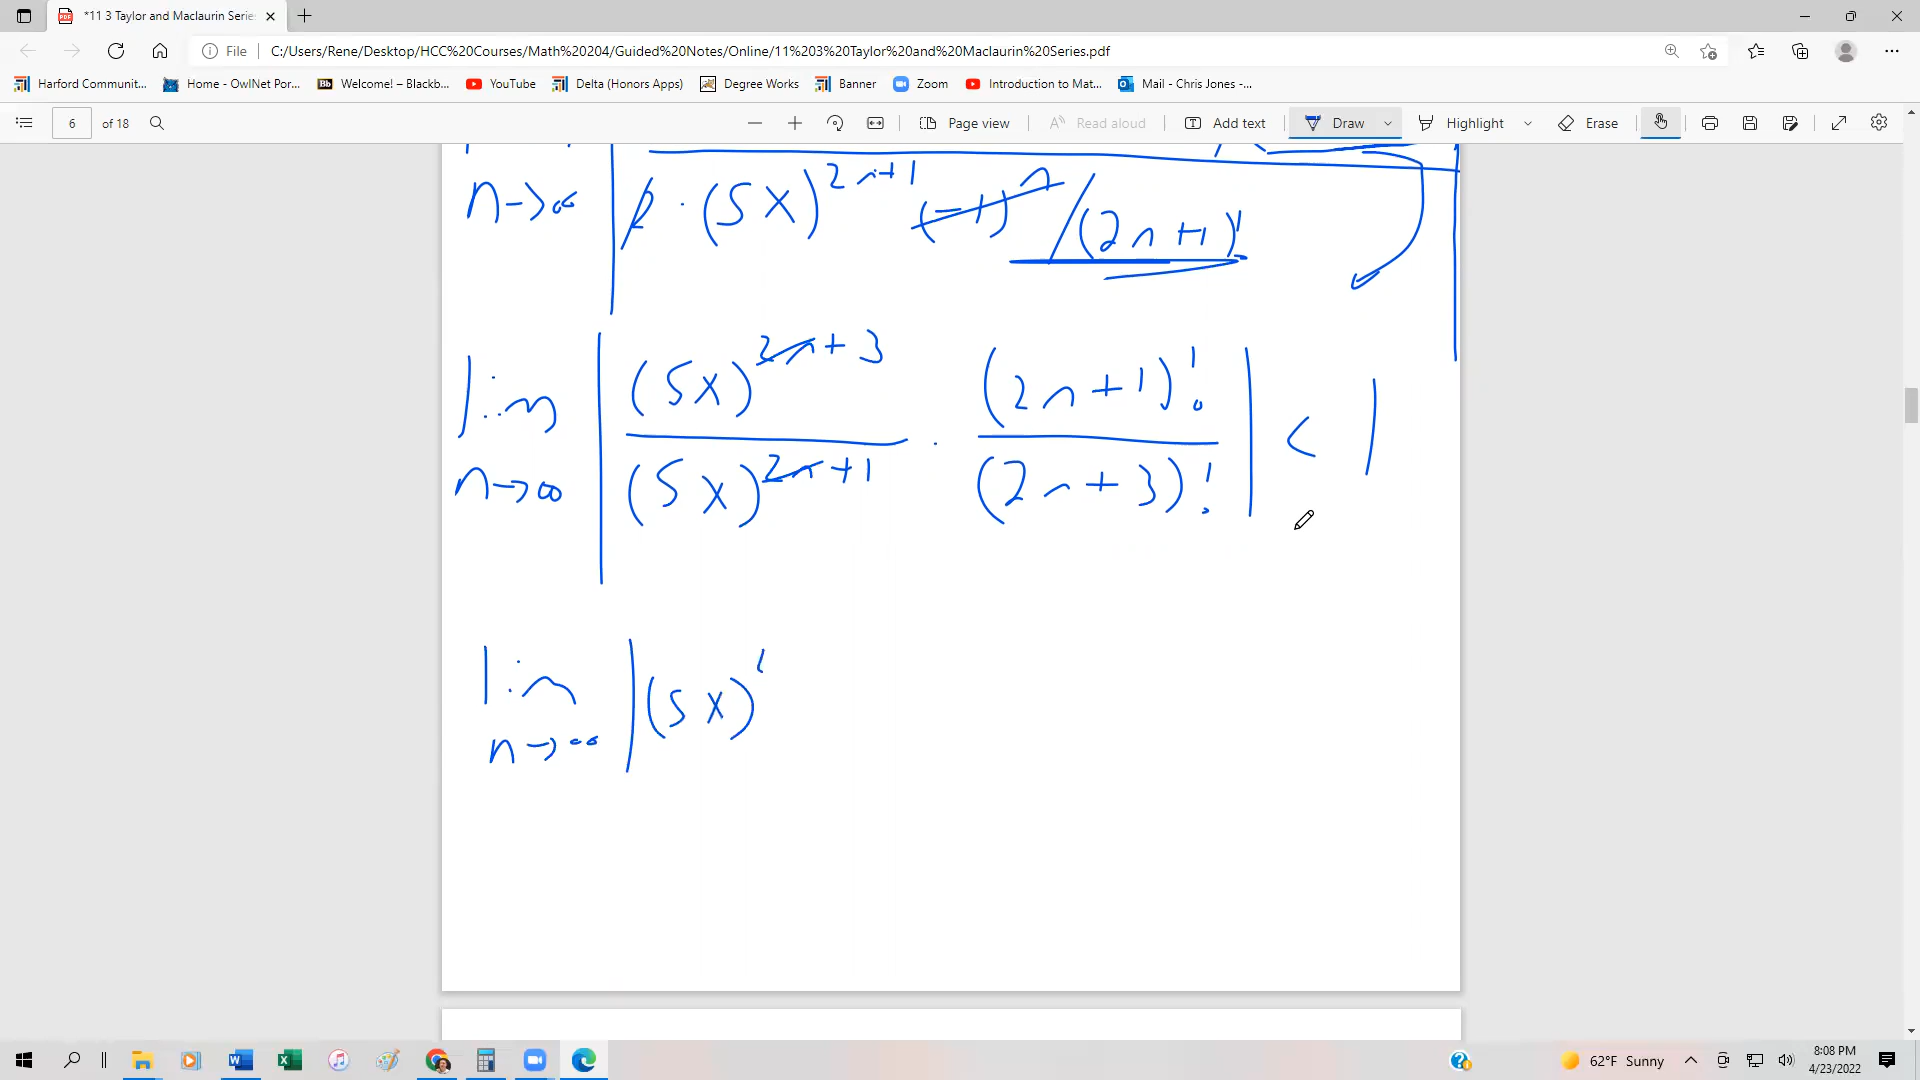 *11 3 Taylor and Maclaurin Serie
File C:/Users/Rene/Desktop/HCC%20Courses/Math%20204/Guided%20Notes/Online/11%203%20Taylor%20and%20Maclaurin%20Series.pdf
Harford Communit... Home - OwlNet Por... Welcome! – Blackb... YouTube Delta (Honors Apps) Degree Works Banner Zoom Introduction to Mat... Mail - Chris Jones -...
6 of 18 Page view Read aloud Add text Draw Highlight Erase
n→∞ 2 · (5x)^{2n+1} (-1)^n /(2n+1)!
lim n→∞ | (5x)^{2n+3} / (5x)^{2n+1} · (2n+1)! / (2n+3)! | < 1
lim n→∞ | (5x)
62°F Sunny
8:08 PM
4/23/2022